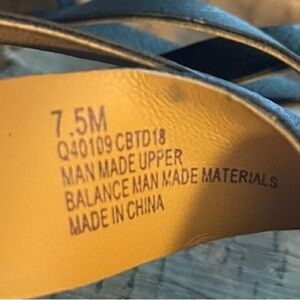 7.5M
Q40109 CBTD18
MAN MADE UPPER
BALANCE MAN MADE MATERIALS
MADE IN CHINA